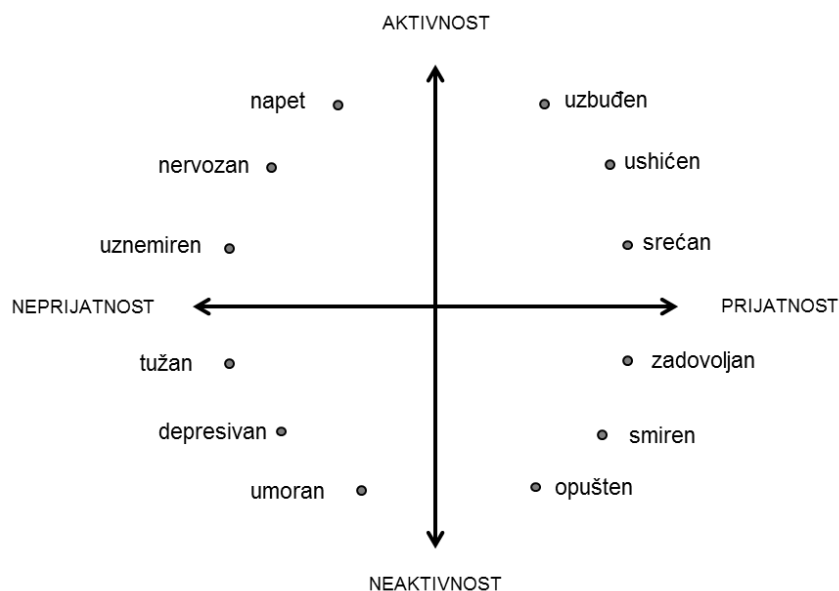 AKTIVNOST
napet
uzbuđen
nervozan
ushićen
uznemiren
srećan
NEPRIJATNOST
PRIJATNOST
tužan
zadovoljan
depresivan
smiren
umoran
opušten
NEAKTIVNOST